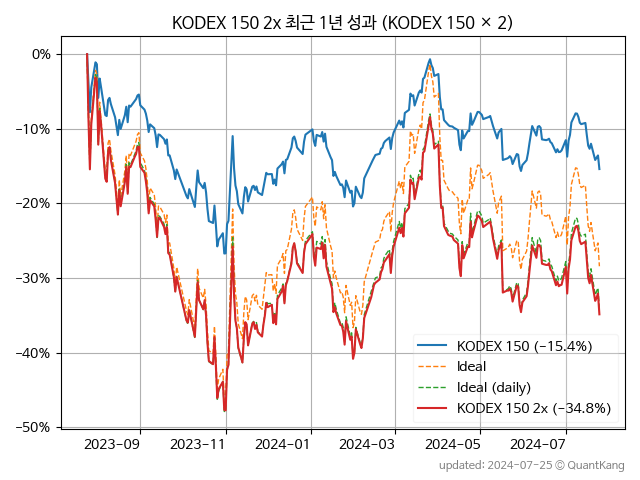 KODEX 150 2x 최근 1년 성과 (KODEX 150 × 2)
0%
−10%
−20%
−30%
−40%
−50%
KODEX 150 (−15.4%)
Ideal
Ideal (daily)
KODEX 150 2x (−34.8%)
2023-09
2023-11
2024-01
2024-03
2024-05
2024-07
updated: 2024-07-25 © QuantKang